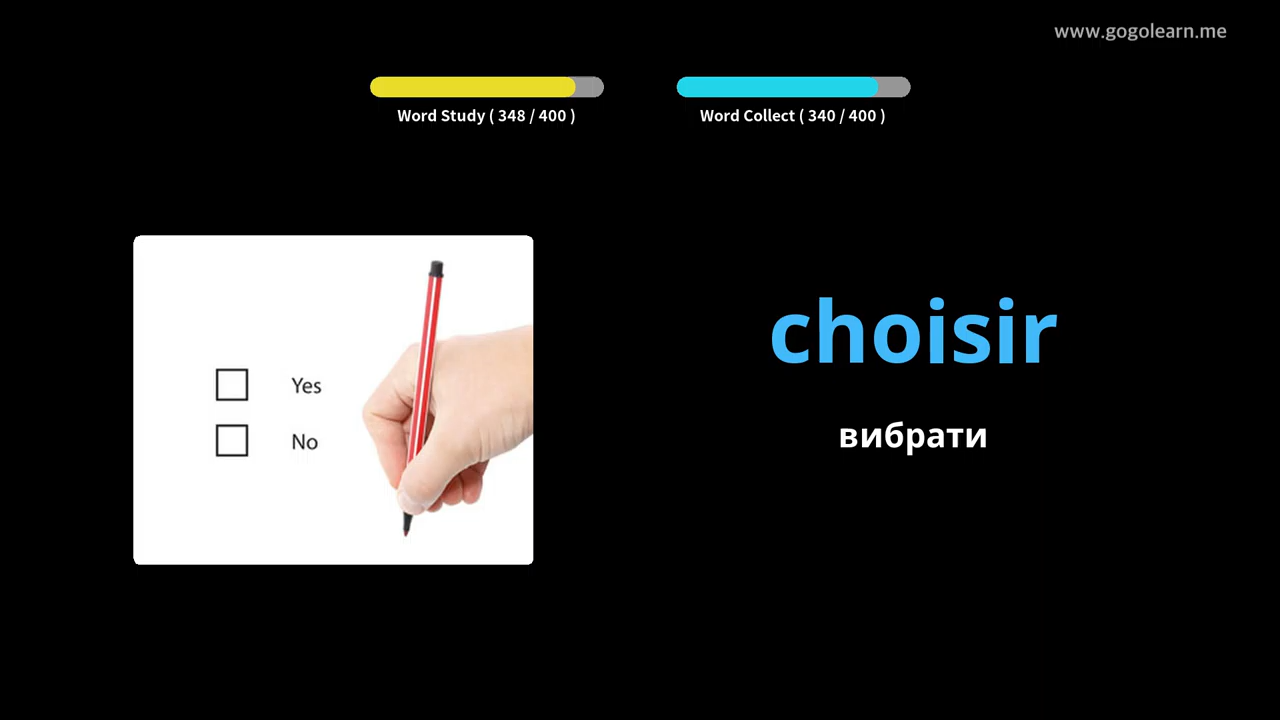 www.gogolearn.me
Word Study ( 348 / 400 )
Word Collect ( 340 / 400 )
Yes
No
choisir
вибрати